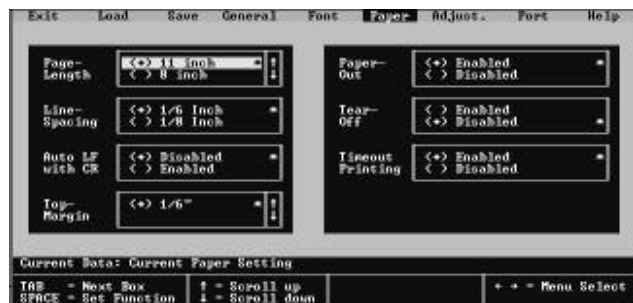 Exit Load Save General Font Paper Adjust. Port Help
Page-
Length
(•) 11 inch
( ) 8 inch
Line-
Spacing
(•) 1/6 Inch
( ) 1/8 Inch
Auto LF
with CR
(•) Disabled
( ) Enabled
Top-
Margin
(•) 1/6"
Paper-
Out
(•) Enabled
( ) Disabled
Tear-
Off
( ) Enabled
(•) Disabled
Timeout
Printing
(•) Enabled
( ) Disabled
Current Data: Current Paper Setting
TAB = Next Box
SPACE = Set Function
↑ = Scroll up
↓ = Scroll down
← → = Menu Select